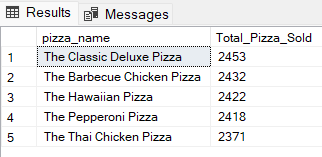 Results Messages
pizza_name Total_Pizza_Sold
1 The Classic Deluxe Pizza 2453
2 The Barbecue Chicken Pizza 2432
3 The Hawaiian Pizza 2422
4 The Pepperoni Pizza 2418
5 The Thai Chicken Pizza 2371